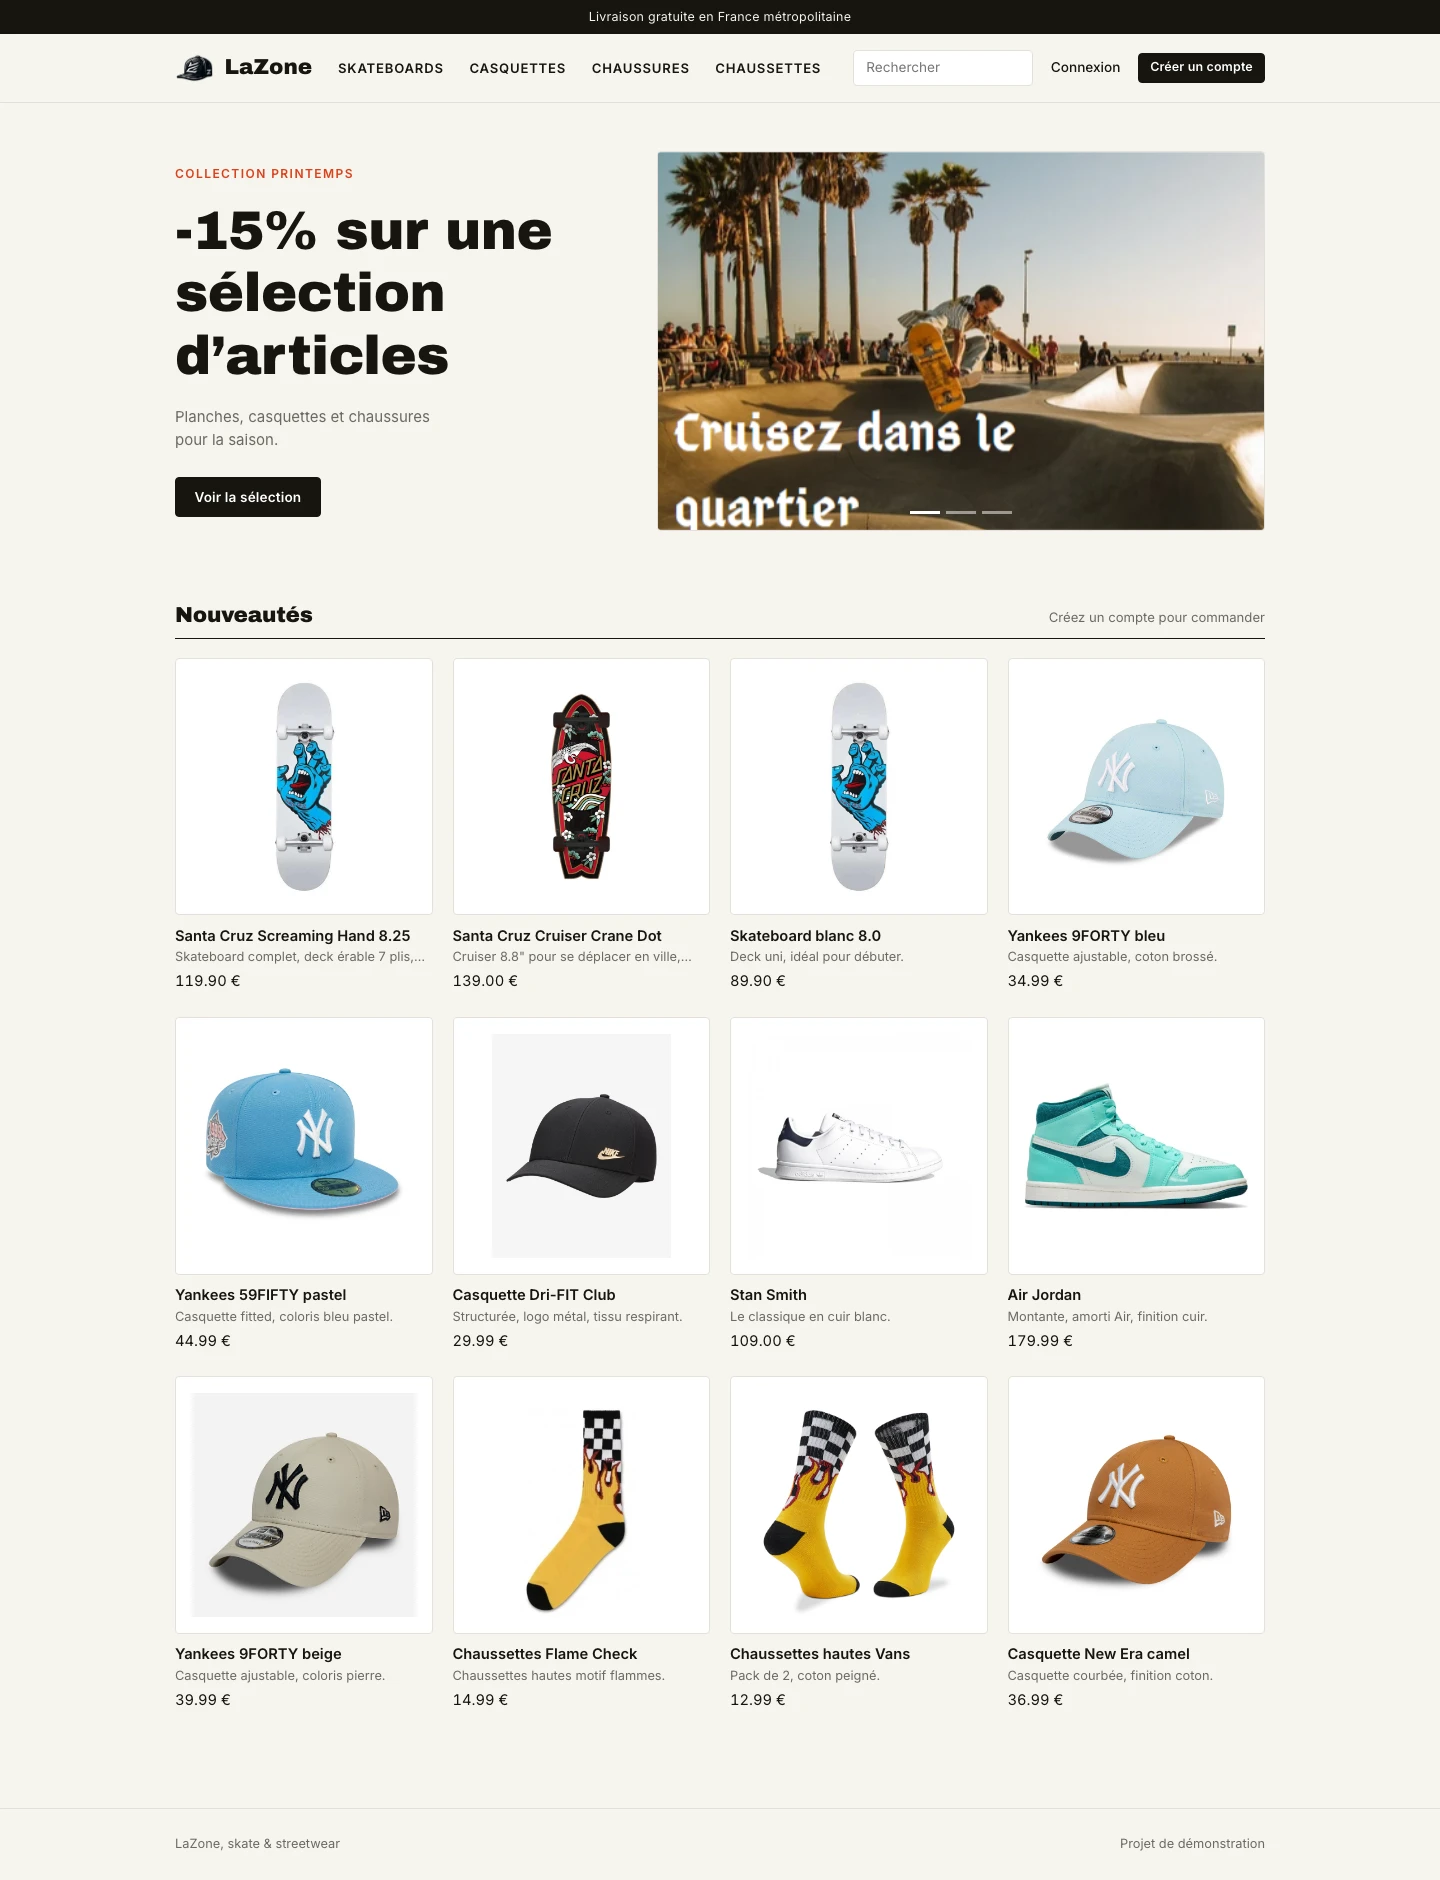 Livraison gratuite en France métropolitaine
LaZone
SKATEBOARDS
CASQUETTES
CHAUSSURES
CHAUSSETTES
Rechercher
Connexion
Créer un compte
COLLECTION PRINTEMPS
-15% sur une
sélection
d’articles
Planches, casquettes et chaussures
pour la saison.
Voir la sélection
Cruisez dans le
quartier
Nouveautés
Créez un compte pour commander
SANTA
CRUZ
Santa Cruz Screaming Hand 8.25
Skateboard complet, deck érable 7 plis,...
119.90 €
Santa Cruz Cruiser Crane Dot
Cruiser 8.8" pour se déplacer en ville,...
139.00 €
Skateboard blanc 8.0
Deck uni, idéal pour débuter.
89.90 €
NY
Yankees 9FORTY bleu
Casquette ajustable, coton brossé.
34.99 €
NY
Yankees 59FIFTY pastel
Casquette fitted, coloris bleu pastel.
44.99 €
NIKE
Casquette Dri-FIT Club
Structurée, logo métal, tissu respirant.
29.99 €
Stan Smith
Le classique en cuir blanc.
109.00 €
Air Jordan
Montante, amorti Air, finition cuir.
179.99 €
NY
Yankees 9FORTY beige
Casquette ajustable, coloris pierre.
39.99 €
Chaussettes Flame Check
Chaussettes hautes motif flammes.
14.99 €
Chaussettes hautes Vans
Pack de 2, coton peigné.
12.99 €
NY
Casquette New Era camel
Casquette courbée, finition coton.
36.99 €
LaZone, skate & streetwear
Projet de démonstration